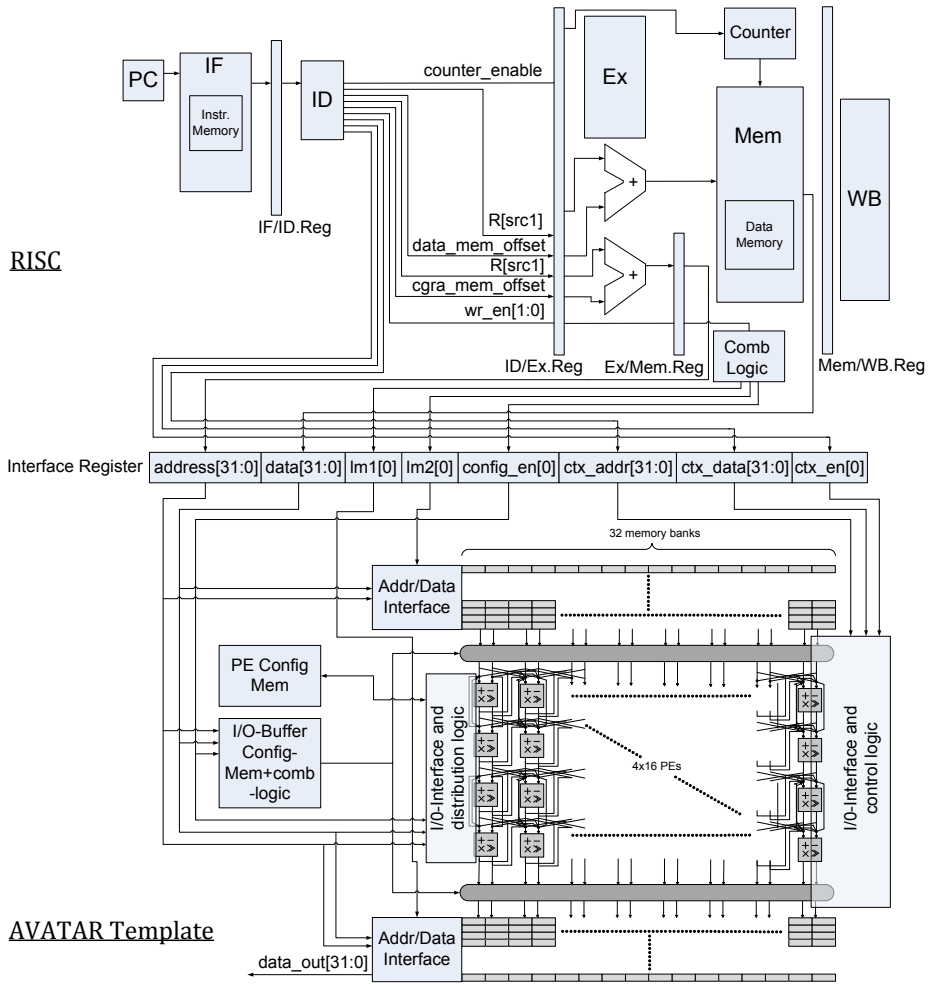 PC
IF
Instr.
Memory
ID
IF/ID.Reg
counter_enable
Ex
Counter
Mem
Data
Memory
WB
R[src1]
data_mem_offset
R[src1]
cgra_mem_offset
wr_en[1:0]
+
+
ID/Ex.Reg
Ex/Mem.Reg
Comb
Logic
Mem/WB.Reg
RISC
Interface Register
address[31:0]
data[31:0]
lm1[0]
lm2[0]
config_en[0]
ctx_addr[31:0]
ctx_data[31:0]
ctx_en[0]
32 memory banks
Addr/Data
Interface
PE Config
Mem
I/O-Buffer
Config-
Mem+comb
-logic
I/0-Interface and
distribution logic
4x16 PEs
I/0-Interface and
control logic
AVATAR Template
Addr/Data
Interface
data_out[31:0]